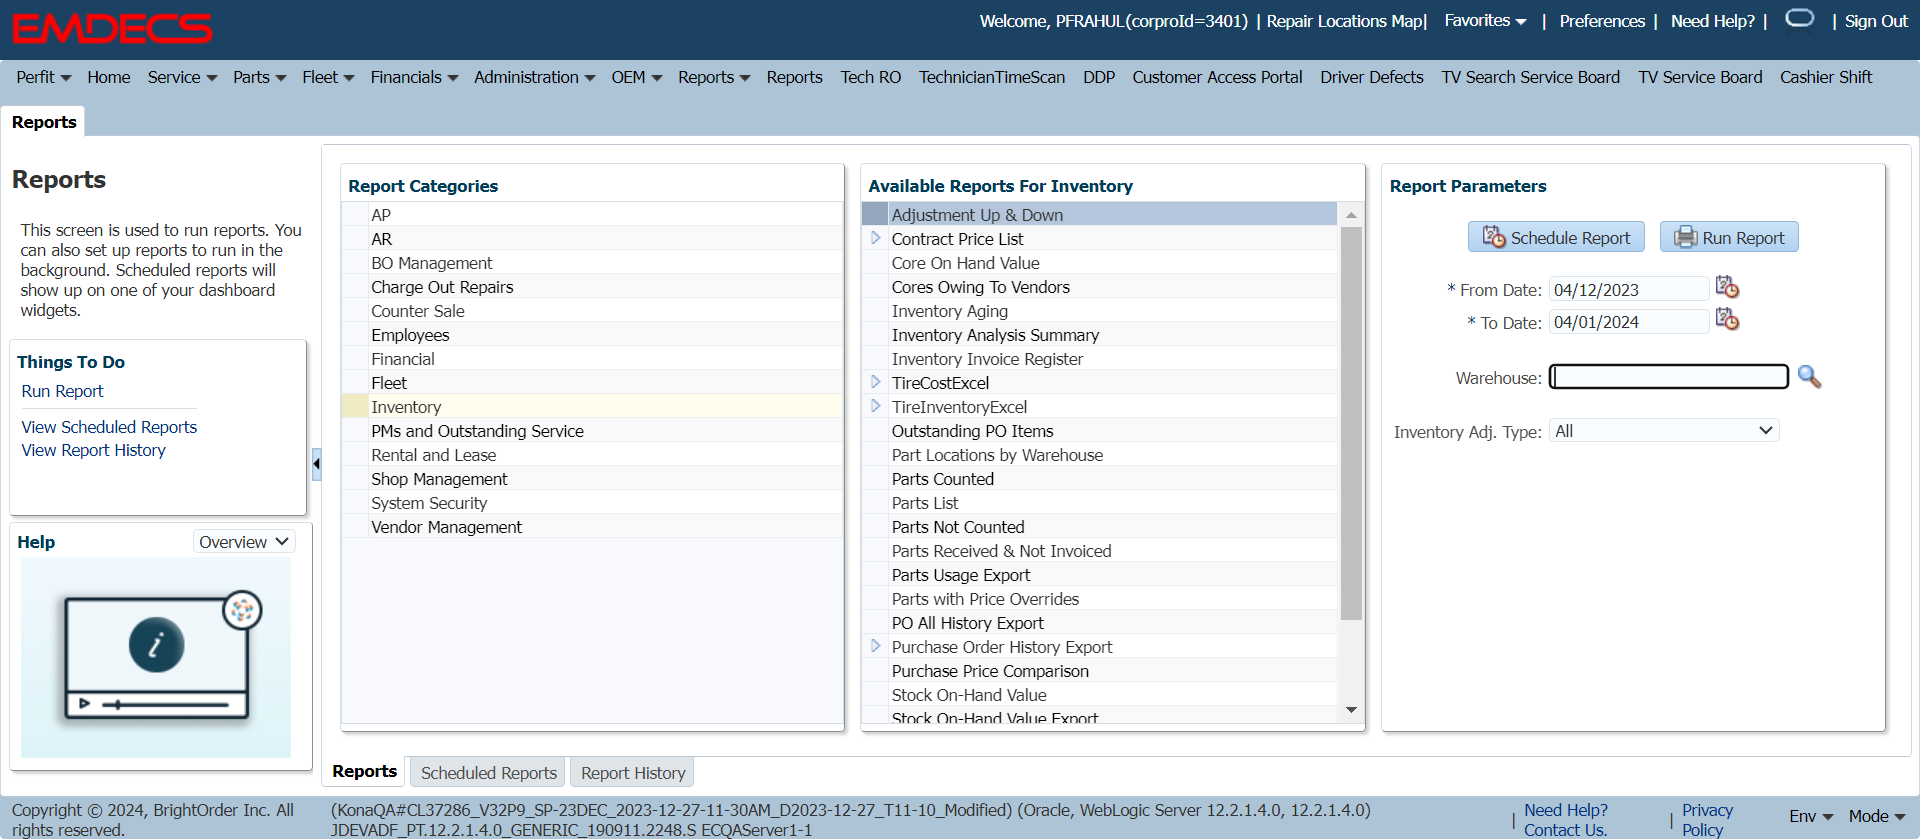 EMDECS
Welcome, PFRAHUL(corproId=3401) | Repair Locations Map| Favorites | Preferences | Need Help? | | Sign Out
Perfit Home Service Parts Fleet Financials Administration OEM Reports Reports Tech RO TechnicianTimeScan DDP Customer Access Portal Driver Defects TV Search Service Board TV Service Board Cashier Shift
Reports
Reports
This screen is used to run reports. You
can also set up reports to run in the
background. Scheduled reports will
show up on one of your dashboard
widgets.
Things To Do
Run Report
View Scheduled Reports
View Report History
Help
Overview
i
Report Categories
AP
AR
BO Management
Charge Out Repairs
Counter Sale
Employees
Financial
Fleet
Inventory
PMs and Outstanding Service
Rental and Lease
Shop Management
System Security
Vendor Management
Available Reports For Inventory
Adjustment Up & Down
Contract Price List
Core On Hand Value
Cores Owing To Vendors
Inventory Aging
Inventory Analysis Summary
Inventory Invoice Register
TireCostExcel
TireInventoryExcel
Outstanding PO Items
Part Locations by Warehouse
Parts Counted
Parts List
Parts Not Counted
Parts Received & Not Invoiced
Parts Usage Export
Parts with Price Overrides
PO All History Export
Purchase Order History Export
Purchase Price Comparison
Stock On-Hand Value
Stock On-Hand Value Export
Report Parameters
Schedule Report Run Report
* From Date: 04/12/2023
* To Date: 04/01/2024
Warehouse:
Inventory Adj. Type: All
Reports Scheduled Reports Report History
Copyright © 2024, BrightOrder Inc. All
rights reserved.
(KonaQA#CL37286_V32P9_SP-23DEC_2023-12-27-11-30AM_D2023-12-27_T11-10_Modified) (Oracle, WebLogic Server 12.2.1.4.0, 12.2.1.4.0)
JDEVADF_PT.12.2.1.4.0_GENERIC_190911.2248.S ECQAServer1-1
| Need Help?
Contact Us.
| Privacy
Policy
Env Mode